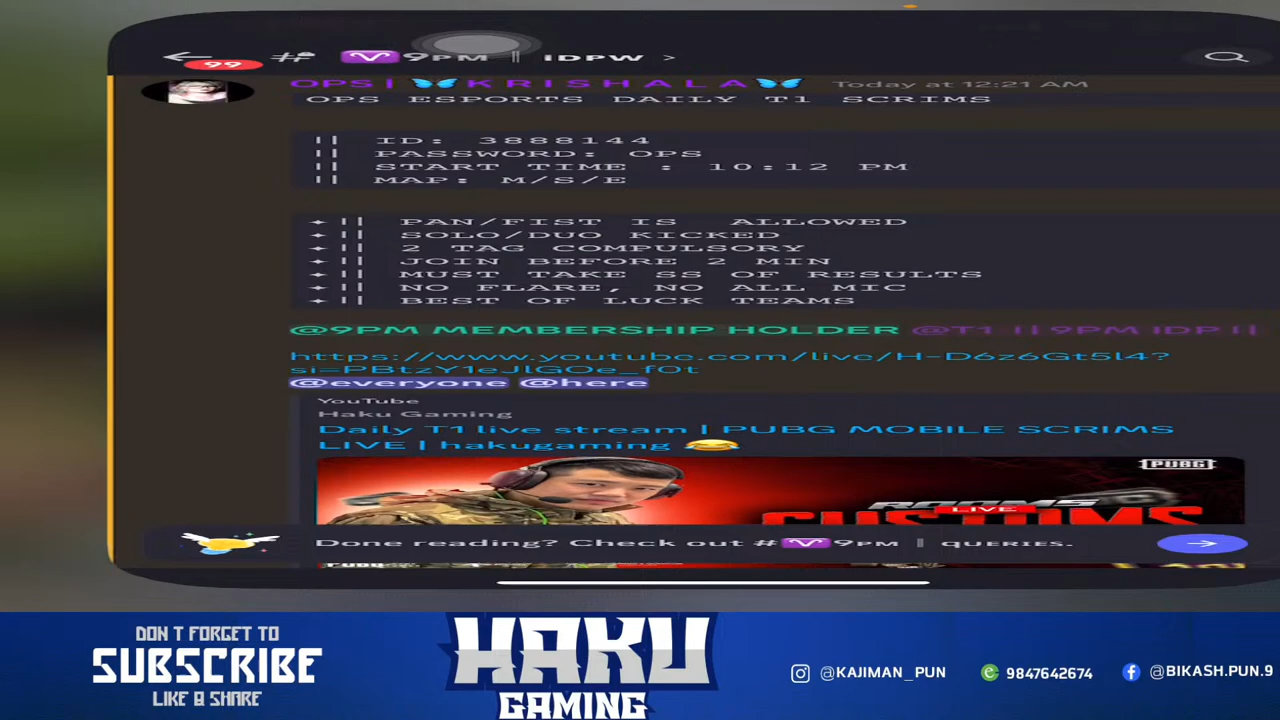 99
# ♈9PM || IDPW >
OPS | 🦋 K R I S H A L A 🦋 Today at 12:21 AM
OPS ESPORTS DAILY T1 SCRIMS
|| ID: 3888144
|| PASSWORD: OPS
|| START TIME : 10:12 PM
|| MAP: M/S/E
✦|| PAN/FIST IS ALLOWED
✦|| SOLO/DUO KICKED
✦|| 2 TAG COMPULSORY
✦|| JOIN BEFORE 2 MIN
✦|| MUST TAKE SS OF RESULTS
✦|| NO FLARE, NO ALL MIC
✦|| BEST OF LUCK TEAMS
@9PM MEMBERSHIP HOLDER @T1 || 9PM IDP ||
https://www.youtube.com/live/H-D6z6Gt5l4?
si=PBtzY1eJlGOe_f0t
@everyone @here
YouTube
Haku Gaming
Daily T1 live stream | PUBG MOBILE SCRIMS
LIVE | hakugaming 😂
PUBG
ROOMS
LIVE
CUSTOMS
Done reading? Check out #♈9PM || QUERIES.
DON T FORGET TO
SUBSCRIBE
LIKE & SHARE
HAKU
GAMING
@KAJIMAN_PUN
9847642674
@BIKASH.PUN.9